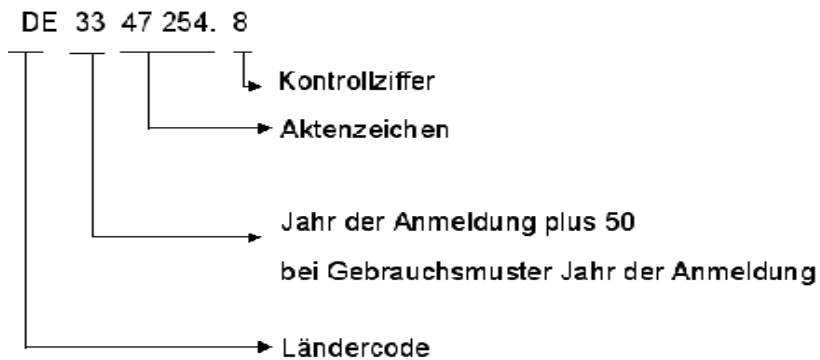 DE 33 47 254. 8
Kontrollziffer
Aktenzeichen
Jahr der Anmeldung plus 50
bei Gebrauchsmuster Jahr der Anmeldung
Ländercode